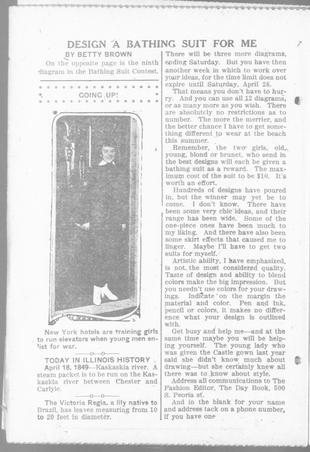 DESIGN A BATHING SUIT FOR ME
BY BETTY BROWN
On the opposite page is the ninth
diagram in the Bathing Suit Contest.
GOING UP!
New York hotels are training girls
to run elevators when young men en-
list for war.
TODAY IN ILLINOIS HISTORY
April 18, 1849—Kaskaskia river. A
steam packet is to be run on the Kas-
kaskia river between Chester and
Carlyle.
The Victoria Regia, a lily native to
Brazil, has leaves measuring from 10
to 20 feet in diameter.
There will be three more diagrams,
ending Saturday. But you have then
another week in which to work over
your ideas, for the time limit does not
expire until Saturday, April 28.
That means you don't have to hur-
ry. And you can use all 12 diagrams,
or as many more as you wish. There
are absolutely no restrictions as to
number. The more the merrier, and
the better chance I have to get some-
thing different to wear at the beach
this summer.
Remember, the two girls, old,
young, blond or brunet, who send in
the best designs will each be given a
bathing suit as a reward. The max-
imum cost of the suit to be $10. It's
worth an effort.
Hundreds of designs have poured
in, but the winner may yet be to
come. I don't know. There have
been some very chic ideas, and their
range has been wide. Some of the
one-piece ones have been much to
my liking. And there have also been
some skirt effects that caused me to
linger. Maybe I'll have to get two
suits for myself.
Artistic ability, I have emphasized,
is not the most considered quality.
Taste of design and ability to blend
colors make the big impression. But
you needn't use colors for your draw-
ings. Indicate on the margin the
material and color. Pen and ink,
pencil or colors, it makes no differ-
ence what your design is outlined
with.
Get busy and help me—and at the
same time maybe you will be help-
ing yourself. The young lady who
was given the Castle gown last year
said she didn't know much about
drawing—but she certainly knew all
there was to know about style.
Address all communications to The
Fashion Editor, The Day Book, 500
S. Peoria st.
And in the blank for your name
and address tack on a phone number,
if you have one